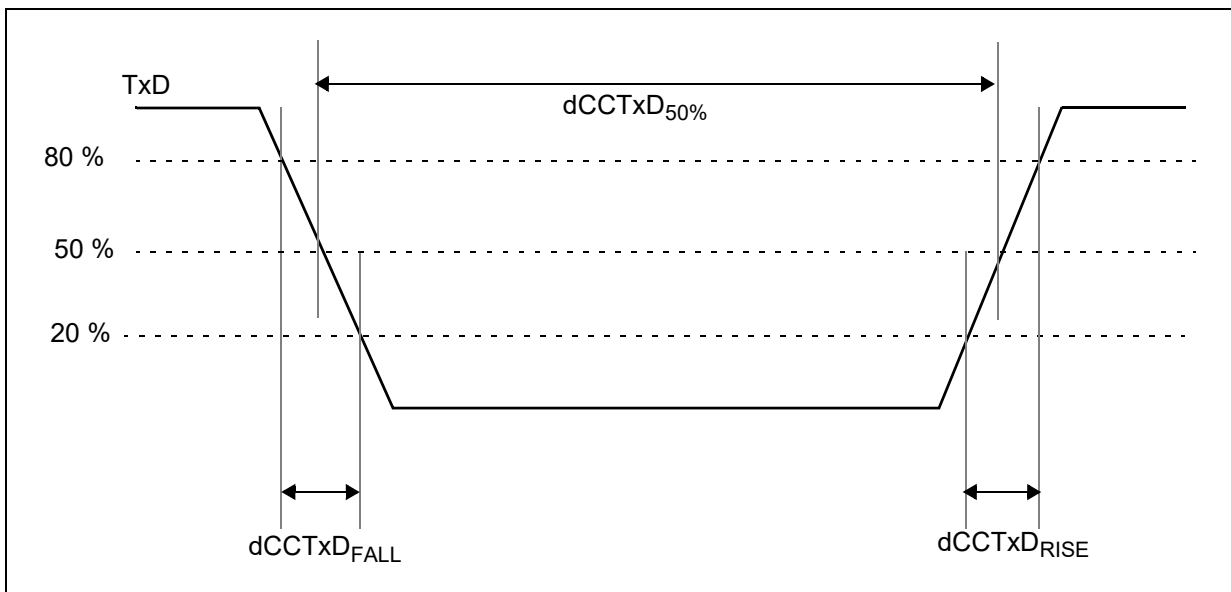 TxD
dCCTxD50%
80 %
50 %
20 %
dCCTxDFALL
dCCTxDRISE